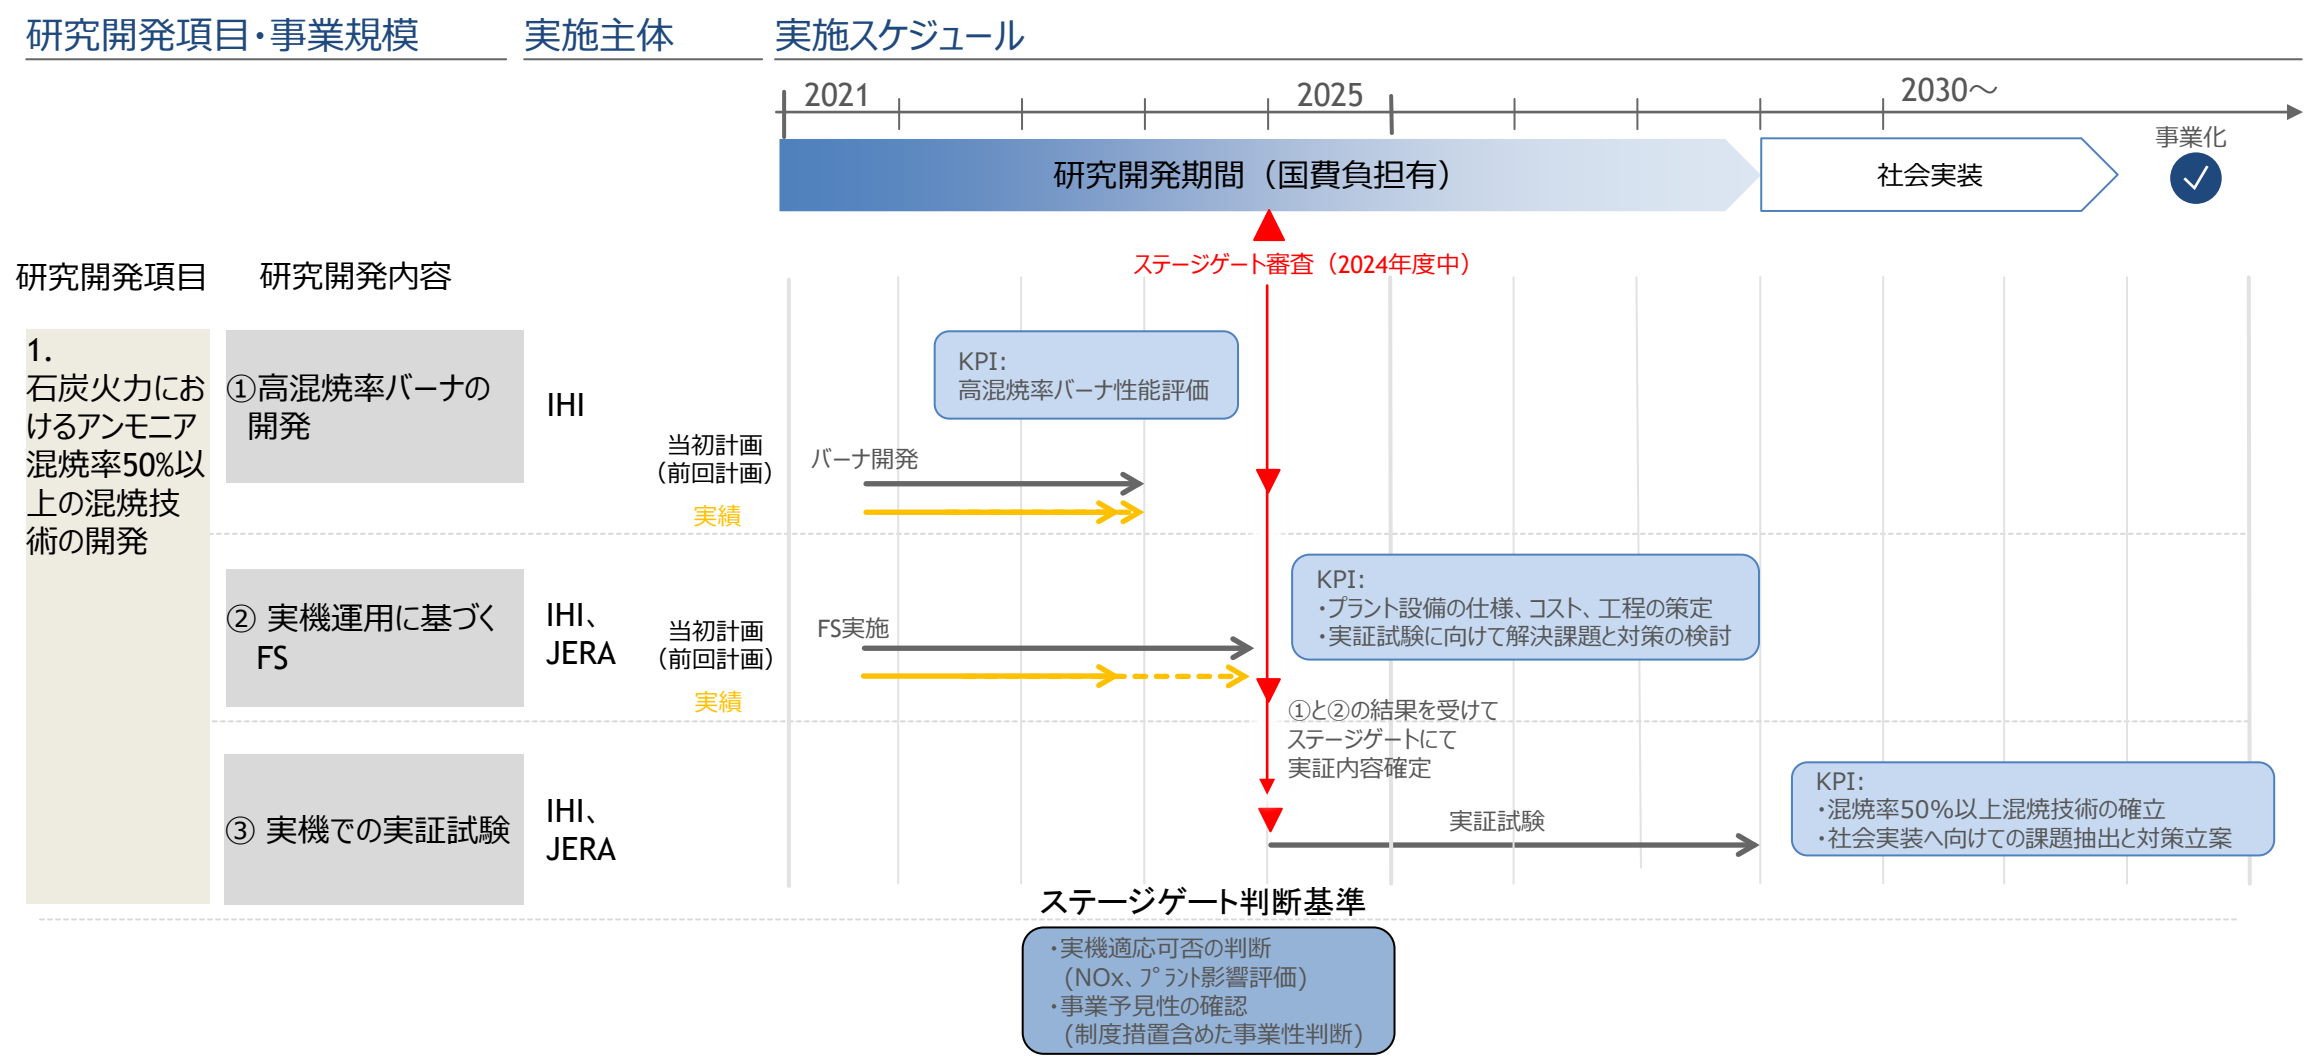 研究開発項目・事業規模
実施主体
実施スケジュール
2021
2025
2030～
研究開発期間（国費負担有）
社会実装
事業化
ステージゲート審査（2024年度中）
研究開発項目
研究開発内容
1.
石炭火力にお
けるアンモニア
混焼率50%以
上の混焼技
術の開発
①高混焼率バーナの
開発
IHI
当初計画
（前回計画）
実績
バーナ開発
KPI:
高混焼率バーナ性能評価
② 実機運用に基づく
FS
IHI、
JERA
当初計画
（前回計画）
実績
FS実施
KPI:
・プラント設備の仕様、コスト、工程の策定
・実証試験に向けて解決課題と対策の検討
①と②の結果を受けて
ステージゲートにて
実証内容確定
③ 実機での実証試験
IHI、
JERA
実証試験
KPI:
・混焼率50%以上混焼技術の確立
・社会実装へ向けての課題抽出と対策立案
ステージゲート判断基準
・実機適応可否の判断
(NOx、ﾌﾟﾗﾝﾄ影響評価)
・事業予見性の確認
(制度措置含めた事業性判断)